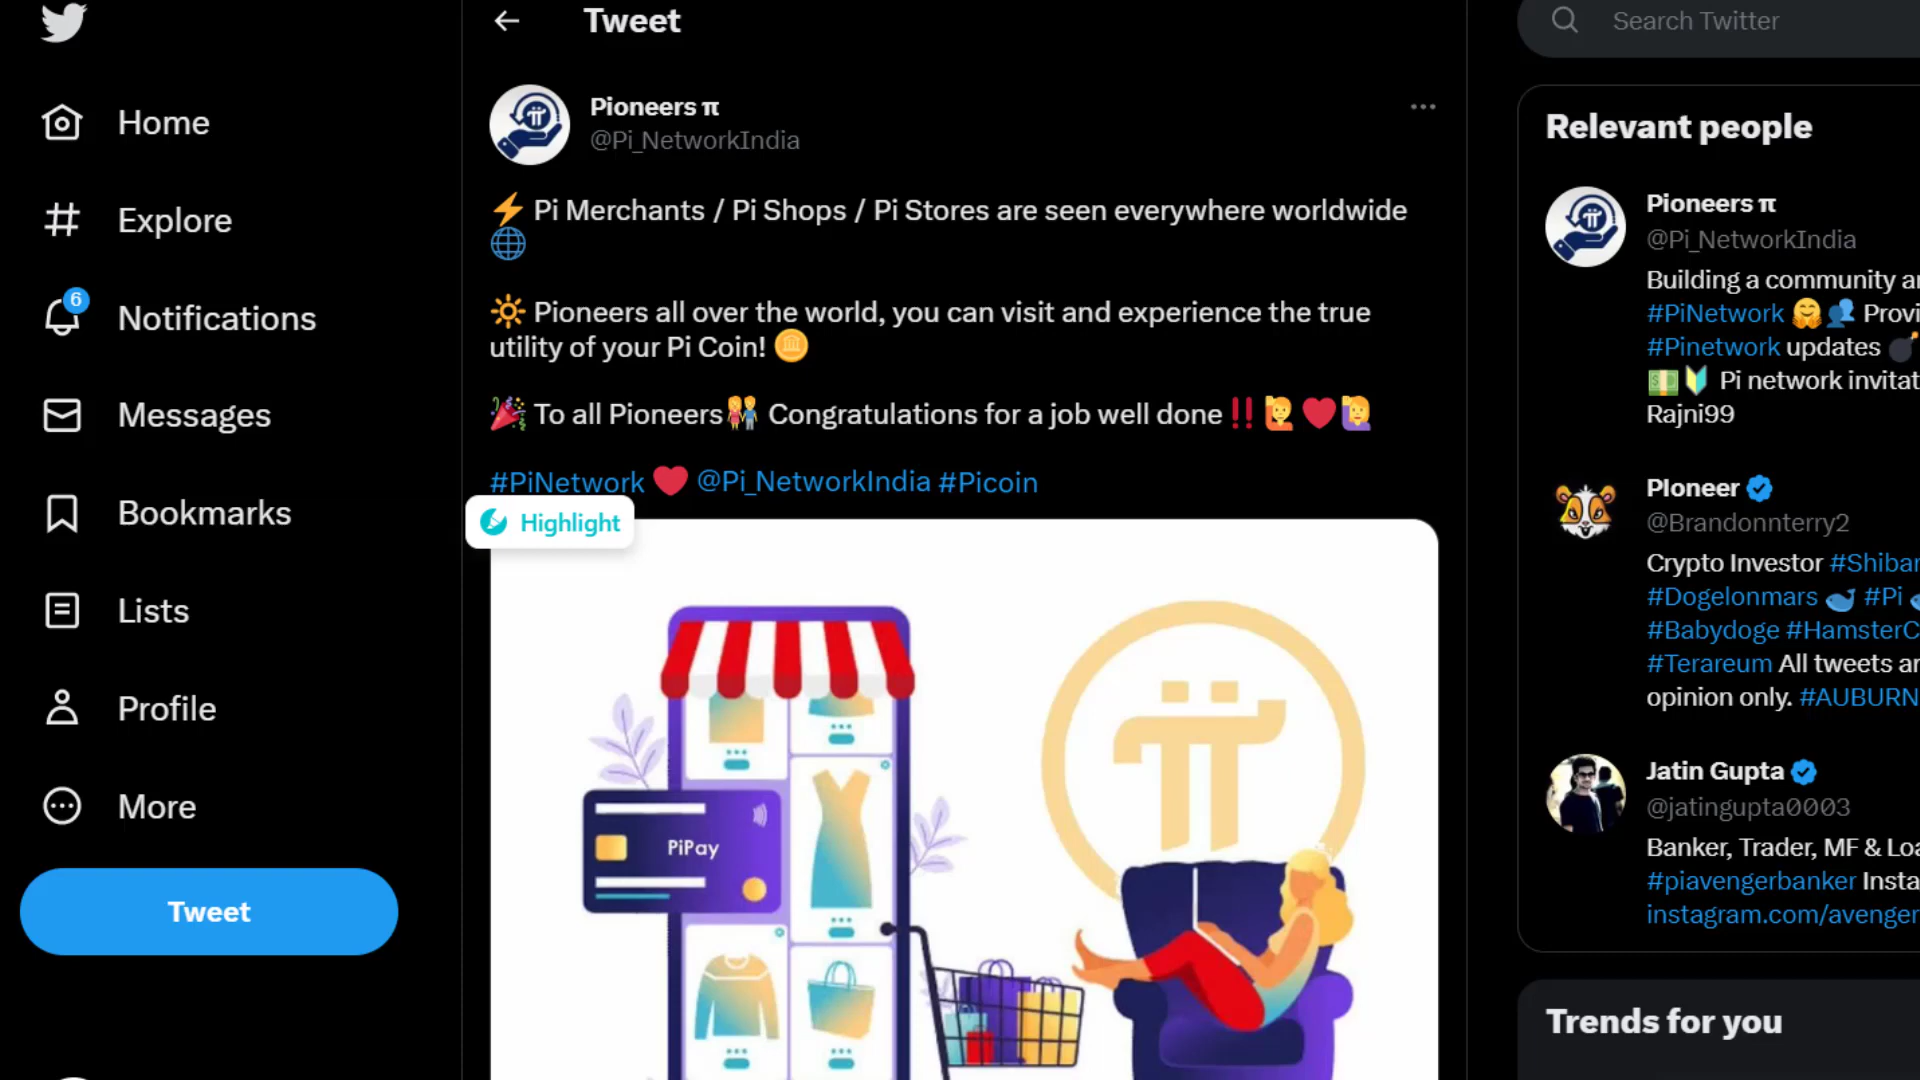 Home
Explore
6
Notifications
Messages
Bookmarks
Lists
Profile
More
Tweet
Tweet
Pioneers π
@Pi_NetworkIndia
⚡ Pi Merchants / Pi Shops / Pi Stores are seen everywhere worldwide
🌐
🔆 Pioneers all over the world, you can visit and experience the true
utility of your Pi Coin! 🪙
🎉 To all Pioneers👫 Congratulations for a job well done‼️🙋❤️🙋‍♀️
#PiNetwork ❤️ @Pi_NetworkIndia #Picoin
Highlight
PiPay
Search Twitter
Relevant people
Pioneers π
@Pi_NetworkIndia
Building a community
#PiNetwork 🤗👥 Provi
#Pinetwork updates 💣
💵🔰 Pi network invitat
Rajni99
PIoneer
@Brandonnterry2
Crypto Investor #Shibar
#Dogelonmars 🐋 #Pi
#Babydoge #HamsterC
#Terareum All tweets ar
opinion only. #AUBURN
Jatin Gupta
@jatingupta0003
Banker, Trader, MF & Loa
#piavengerbanker Insta
instagram.com/avenger
Trends for you